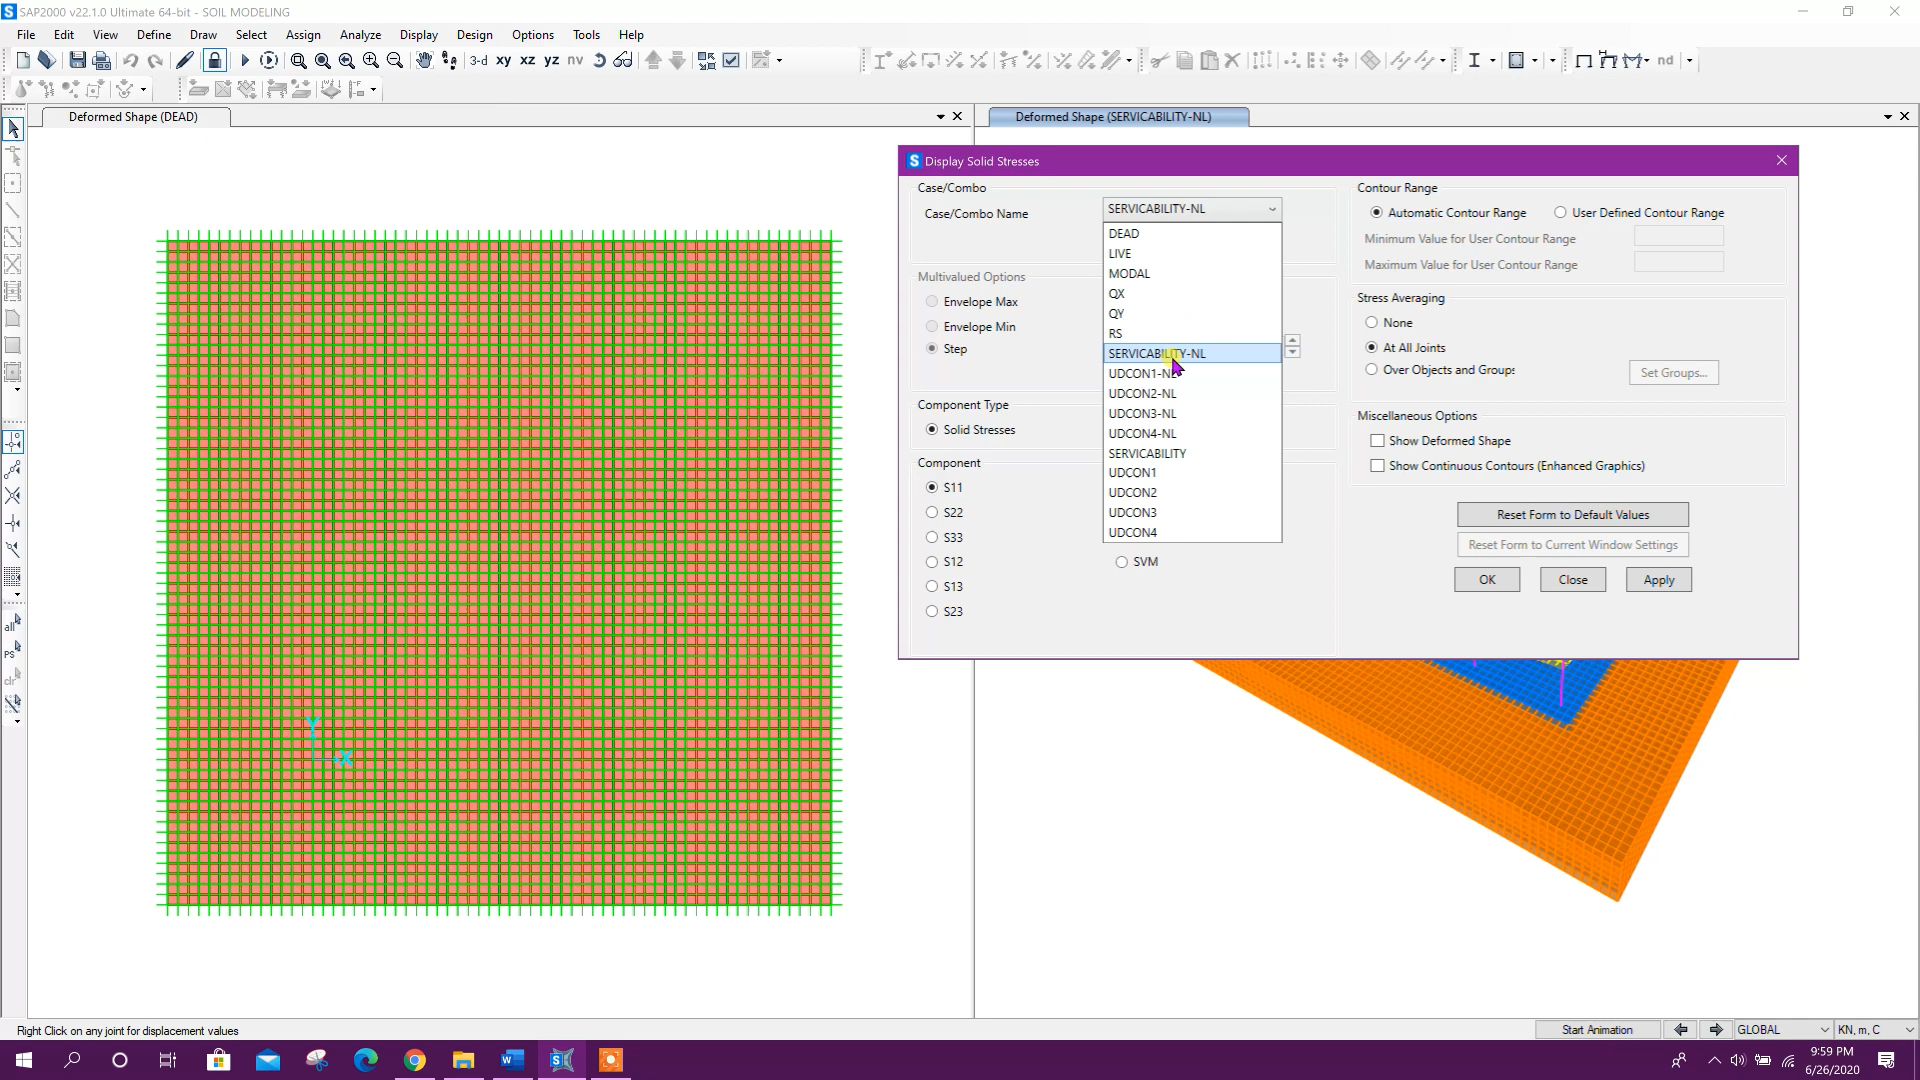 SAP2000 v22.1.0 Ultimate 64-bit - SOIL MODELING
File Edit View Define Draw Select Assign Analyze Display Design Options Tools Help
3-d xy xz yz nv nd
Deformed Shape (DEAD)
Deformed Shape (SERVICABILITY-NL)
Display Solid Stresses
Case/Combo
Case/Combo Name
SERVICABILITY-NL
DEAD
LIVE
MODAL
QX
QY
RS
SERVICABILITY-NL
UDCON1-NL
UDCON2-NL
UDCON3-NL
UDCON4-NL
SERVICABILITY
UDCON1
UDCON2
UDCON3
UDCON4
Multivalued Options
Envelope Max
Envelope Min
Step
Component Type
Solid Stresses
Component
S11
S22
S33
S12
S13
S23
SVM
Contour Range
Automatic Contour Range
User Defined Contour Range
Minimum Value for User Contour Range
Maximum Value for User Contour Range
Stress Averaging
None
At All Joints
Over Objects and Groups
Set Groups...
Miscellaneous Options
Show Deformed Shape
Show Continuous Contours (Enhanced Graphics)
Reset Form to Default Values
Reset Form to Current Window Settings
OK Close Apply
all
PS
clr
Y
X
Right Click on any joint for displacement values
Start Animation
GLOBAL
KN, m, C
9:59 PM
6/26/2020